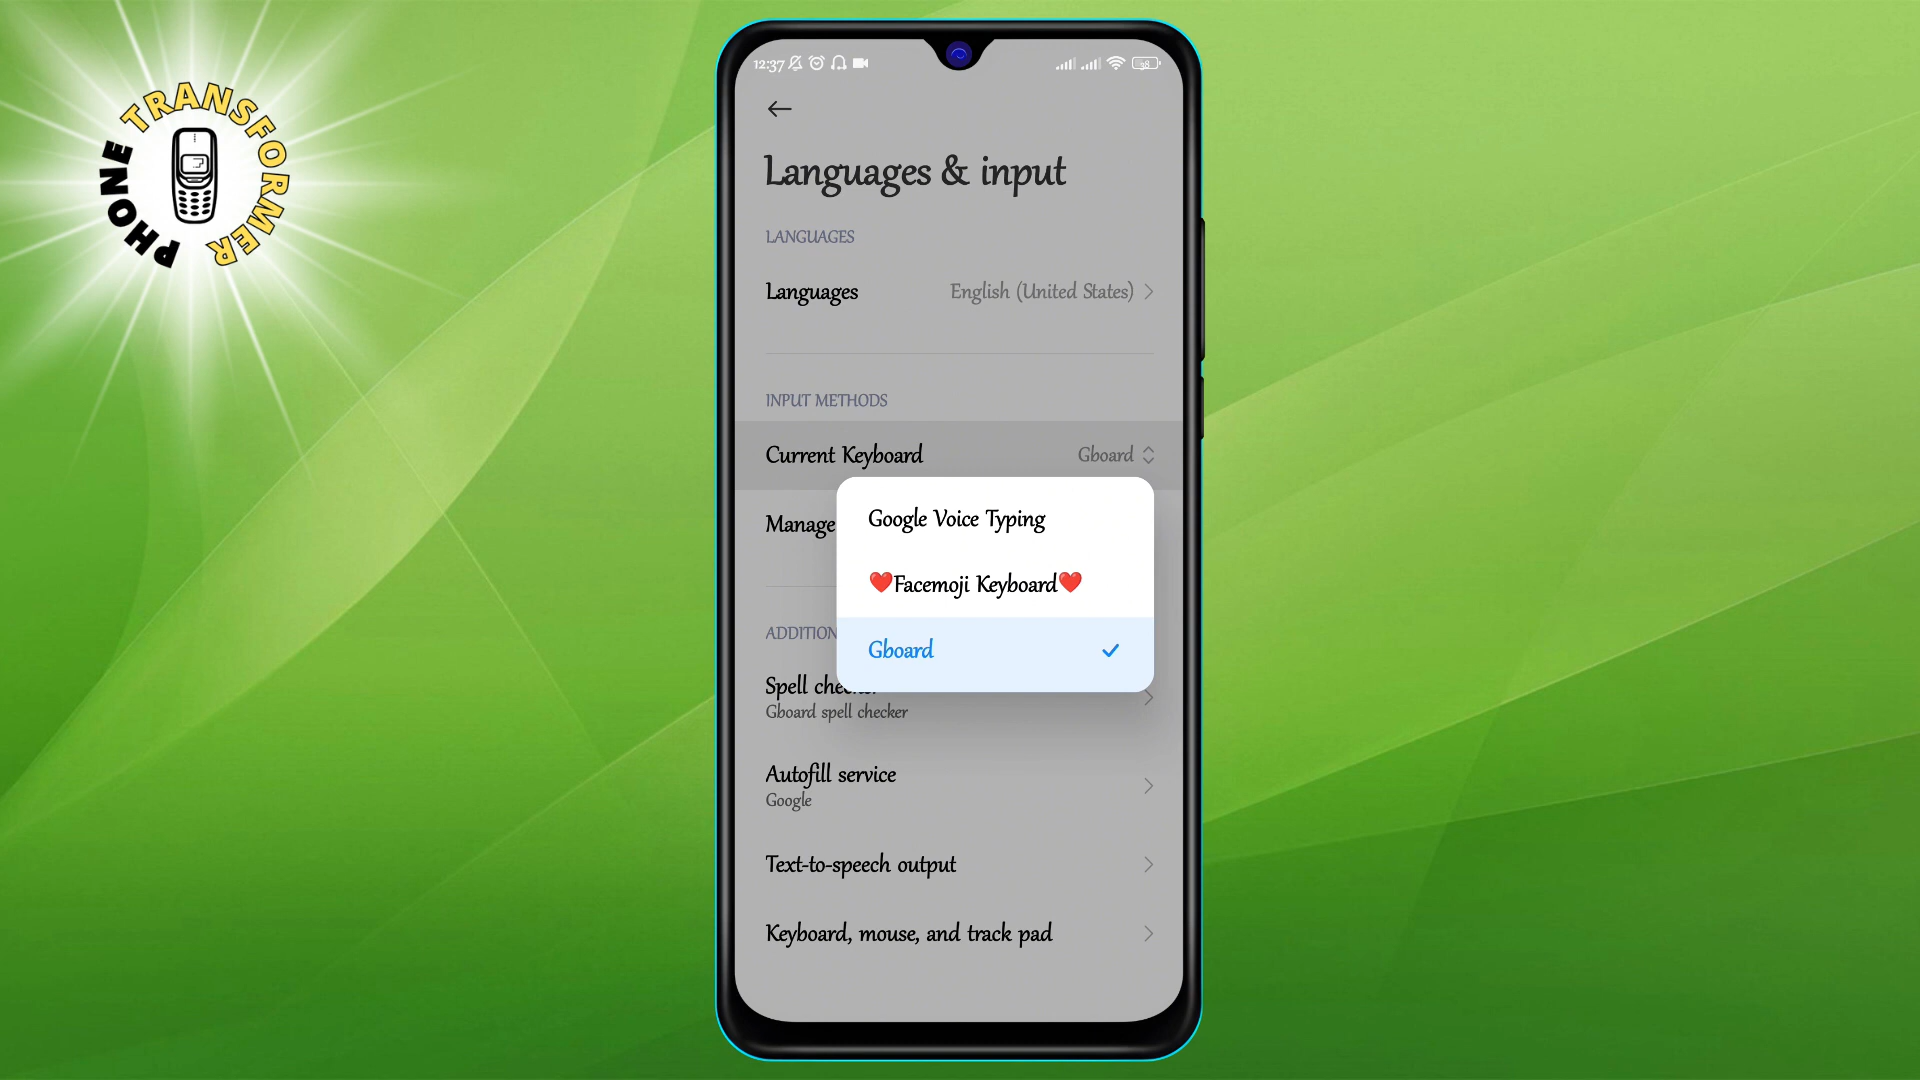 PHONE TRANSFORMER
12:37
38
Languages & input
LANGUAGES
Languages English (United States)
INPUT METHODS
Current Keyboard Gboard
Manage
Google Voice Typing
❤️Facemoji Keyboard❤️
Gboard
ADDITION
Spell checker
Gboard spell checker
Autofill service
Google
Text-to-speech output
Keyboard, mouse, and track pad